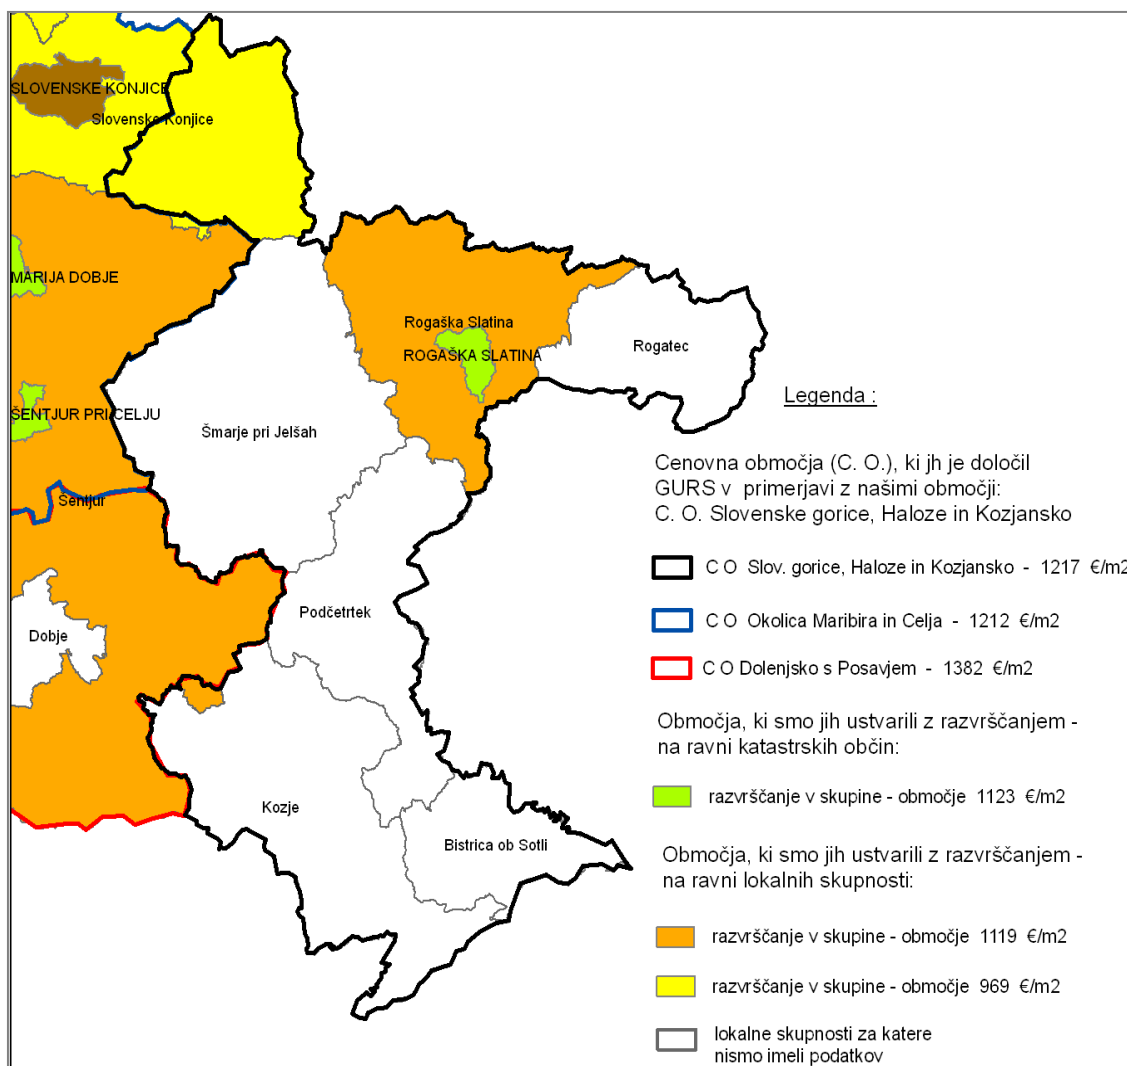 SLOVENSKE KONJICE
Slovenske Konjice
MARIJA DOBJE
Rogaška Slatina
ROGAŠKA SLATINA
Rogatec
ŠENTJUR PRI CELJU
Šmarje pri Jelšah
Šentjur
Podčetrtek
Dobje
Kozje
Bistrica ob Sotli
Legenda :
Cenovna območja (C. O.), ki jh je določil
GURS v primerjavi z našimi območji:
C. O. Slovenske gorice, Haloze in Kozjansko
C O Slov. gorice, Haloze in Kozjansko - 1217 €/m2
C O Okolica Maribira in Celja - 1212 €/m2
C O Dolenjsko s Posavjem - 1382 €/m2
Območja, ki smo jih ustvarili z razvrščanjem -
na ravni katastrskih občin:
razvrščanje v skupine - območje 1123 €/m2
Območja, ki smo jih ustvarili z razvrščanjem -
na ravni lokalnih skupnosti:
razvrščanje v skupine - območje 1119 €/m2
razvrščanje v skupine - območje 969 €/m2
lokalne skupnosti za katere
nismo imeli podatkov